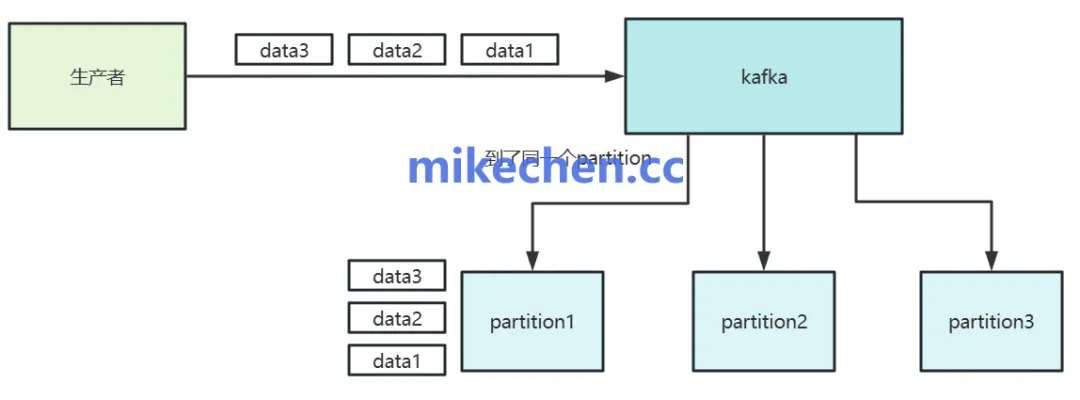 data3 data2 data1
生产者
kafka
到了同一个partition
mikechen.cc
data3
data2
data1
partition1
partition2
partition3